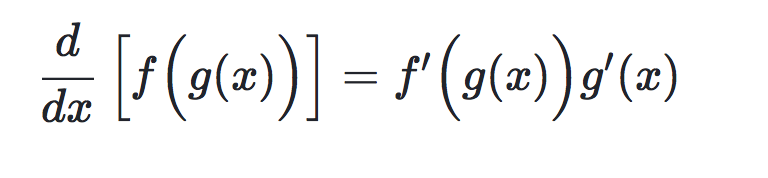 d/dx [f(g(x))] = f′(g(x))g′(x)